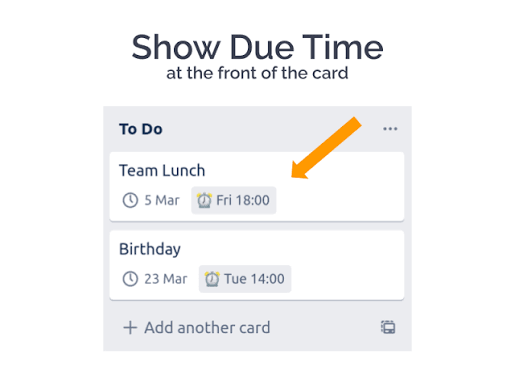 Show Due Time
at the front of the card
To Do
Team Lunch
5 Mar Fri 18:00
Birthday
23 Mar Tue 14:00
+ Add another card